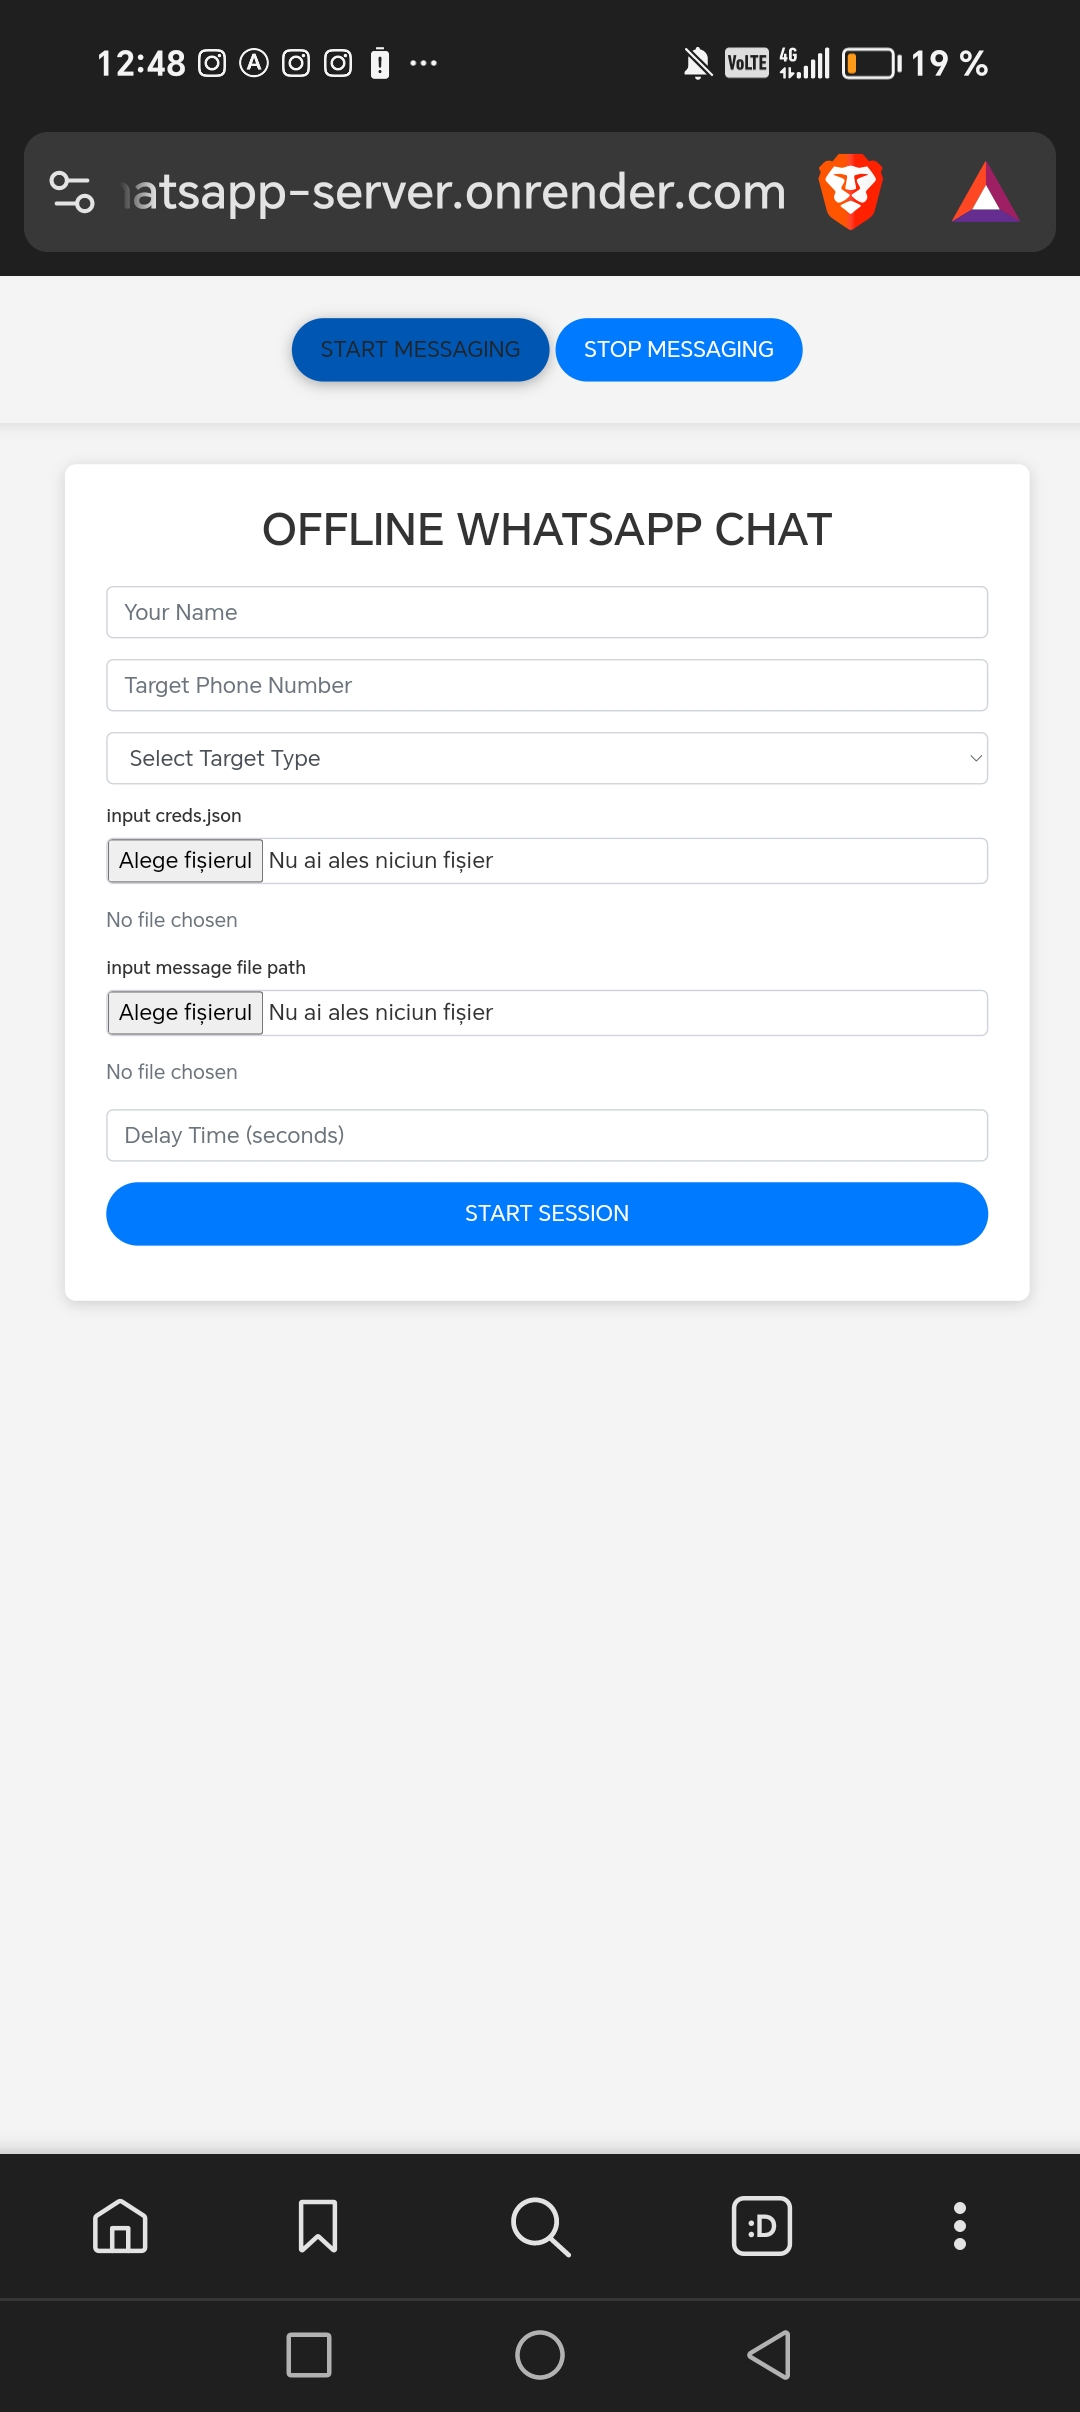 12:48 ... VoLTE 4G 19 %
atsapp-server.onrender.com
START MESSAGING STOP MESSAGING
OFFLINE WHATSAPP CHAT
Your Name
Target Phone Number
Select Target Type
input creds.json
Alege fișierul Nu ai ales niciun fișier
No file chosen
input message file path
Alege fișierul Nu ai ales niciun fișier
No file chosen
Delay Time (seconds)
START SESSION
:D